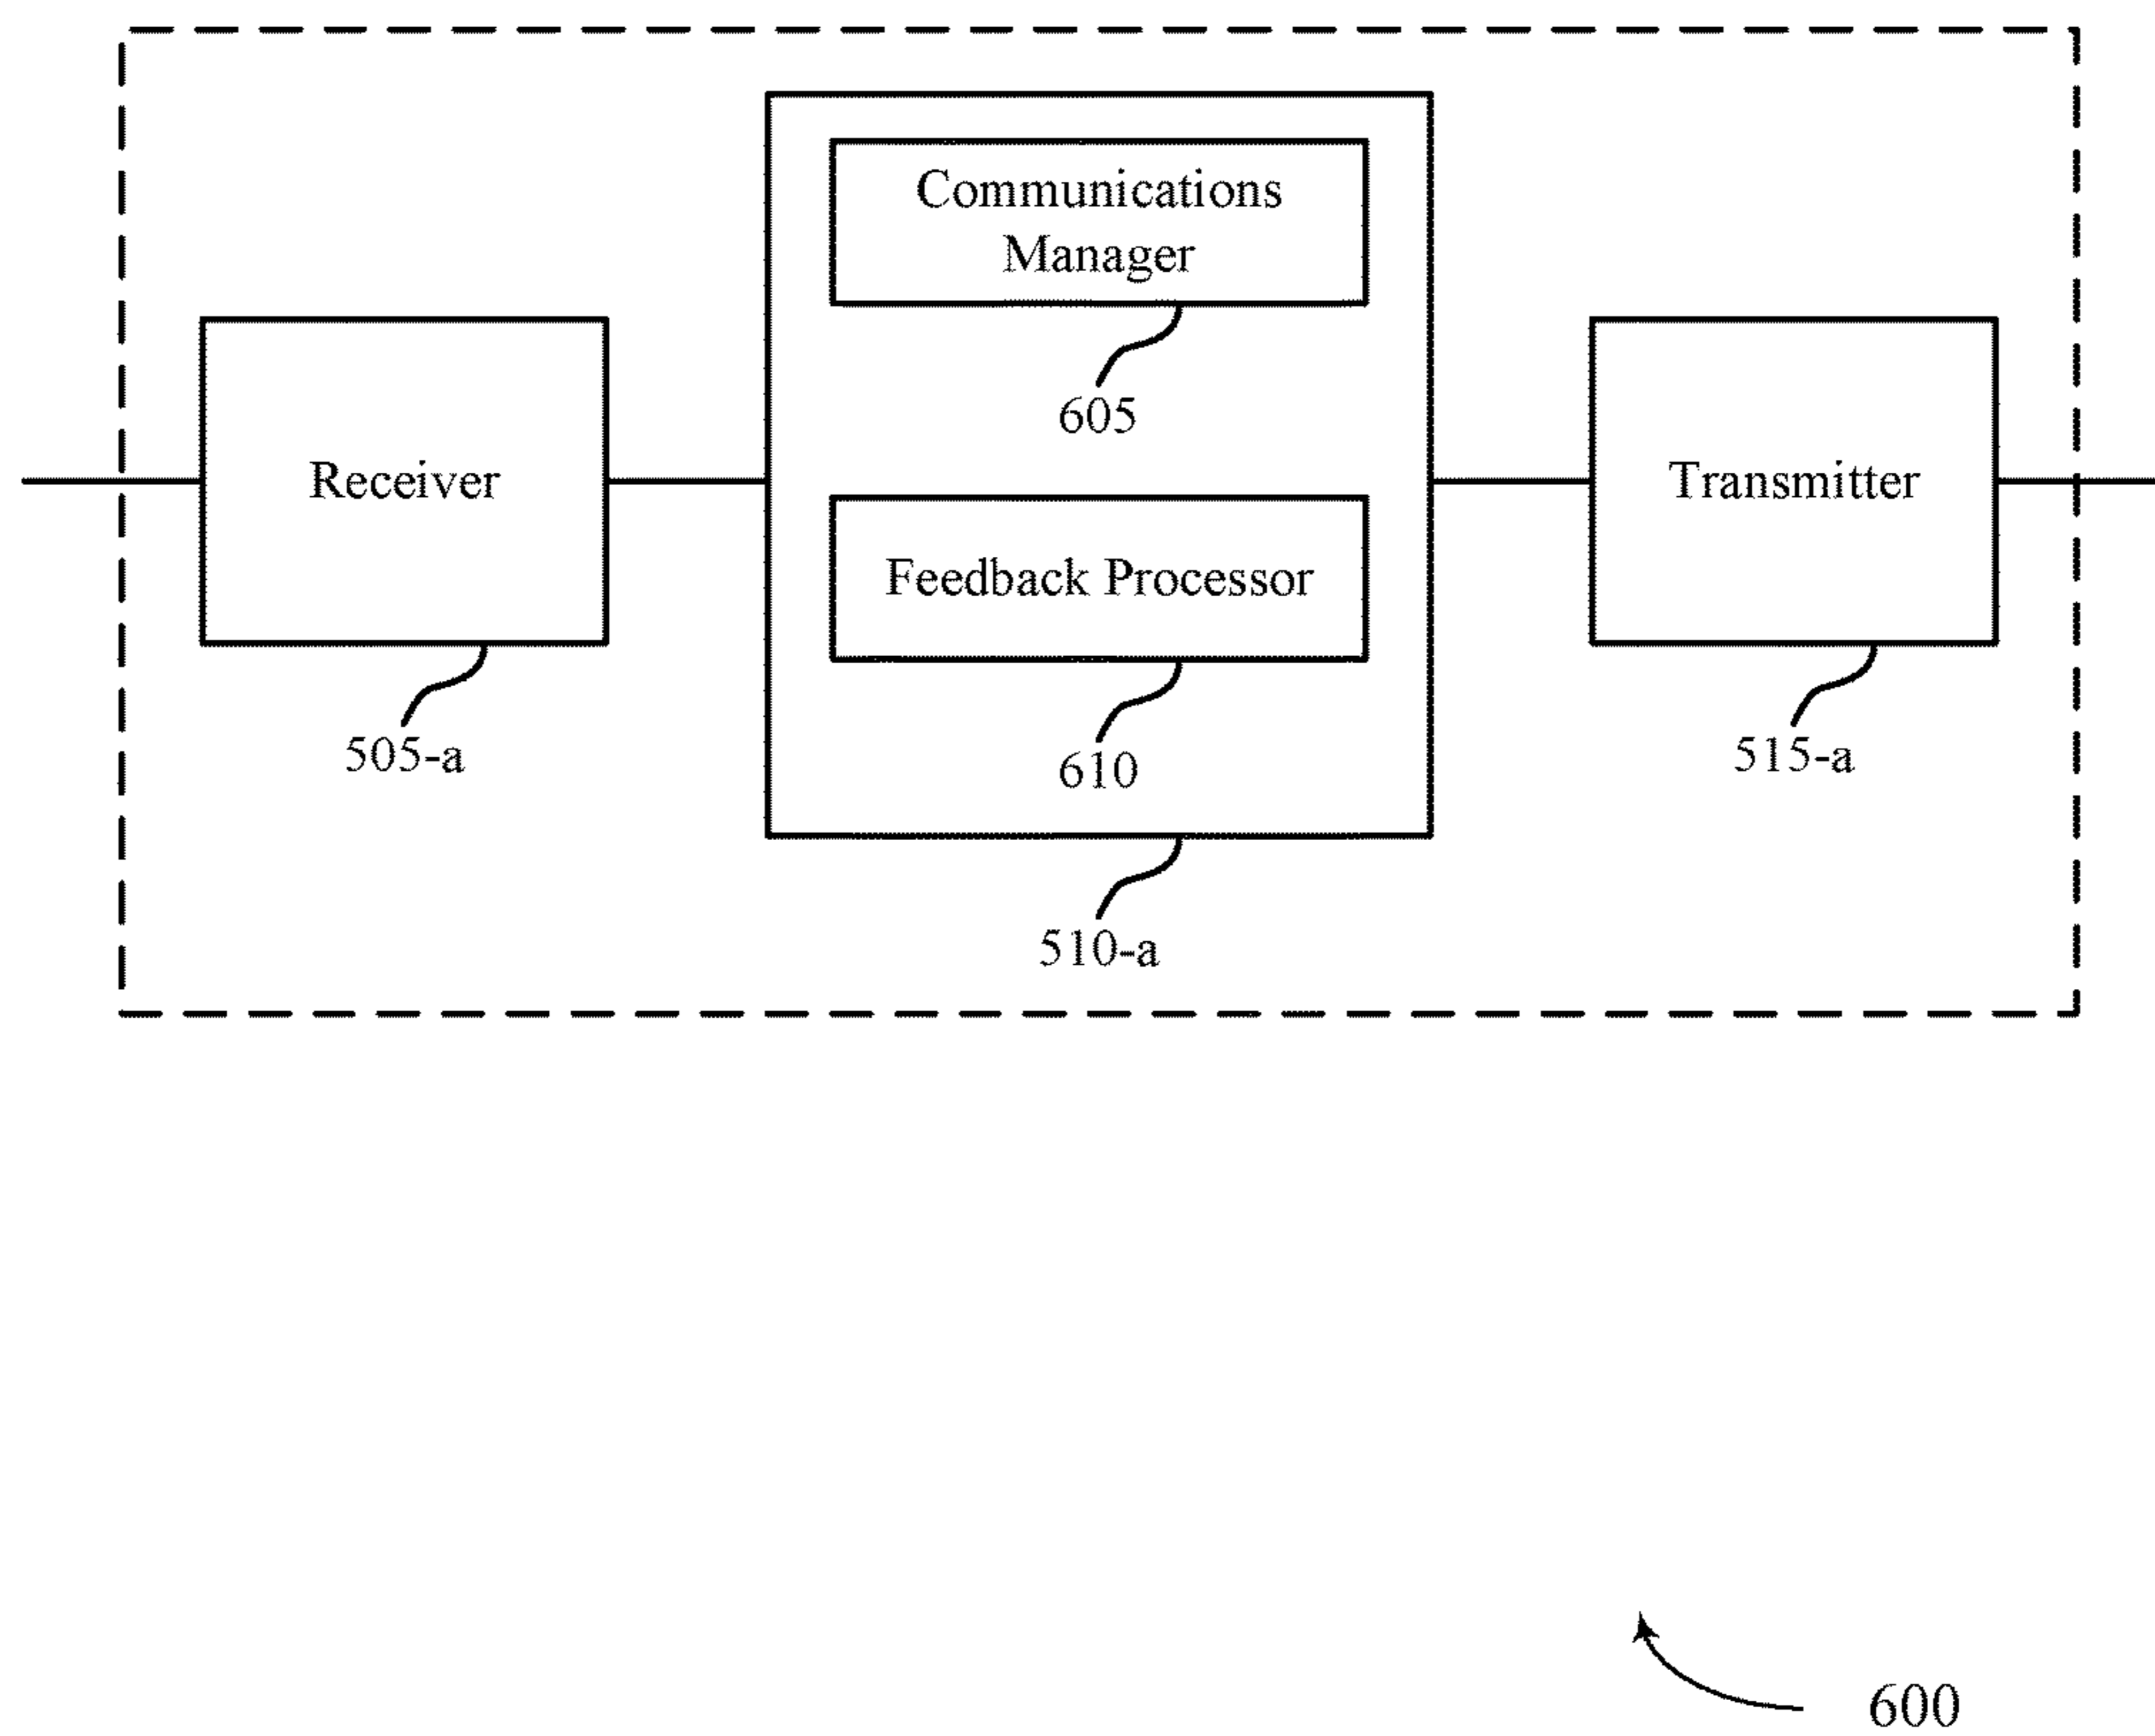 Communications
Manager
605
Receiver
Transmitter
Feedback Processor
505-a
610
515-a
510-a
600